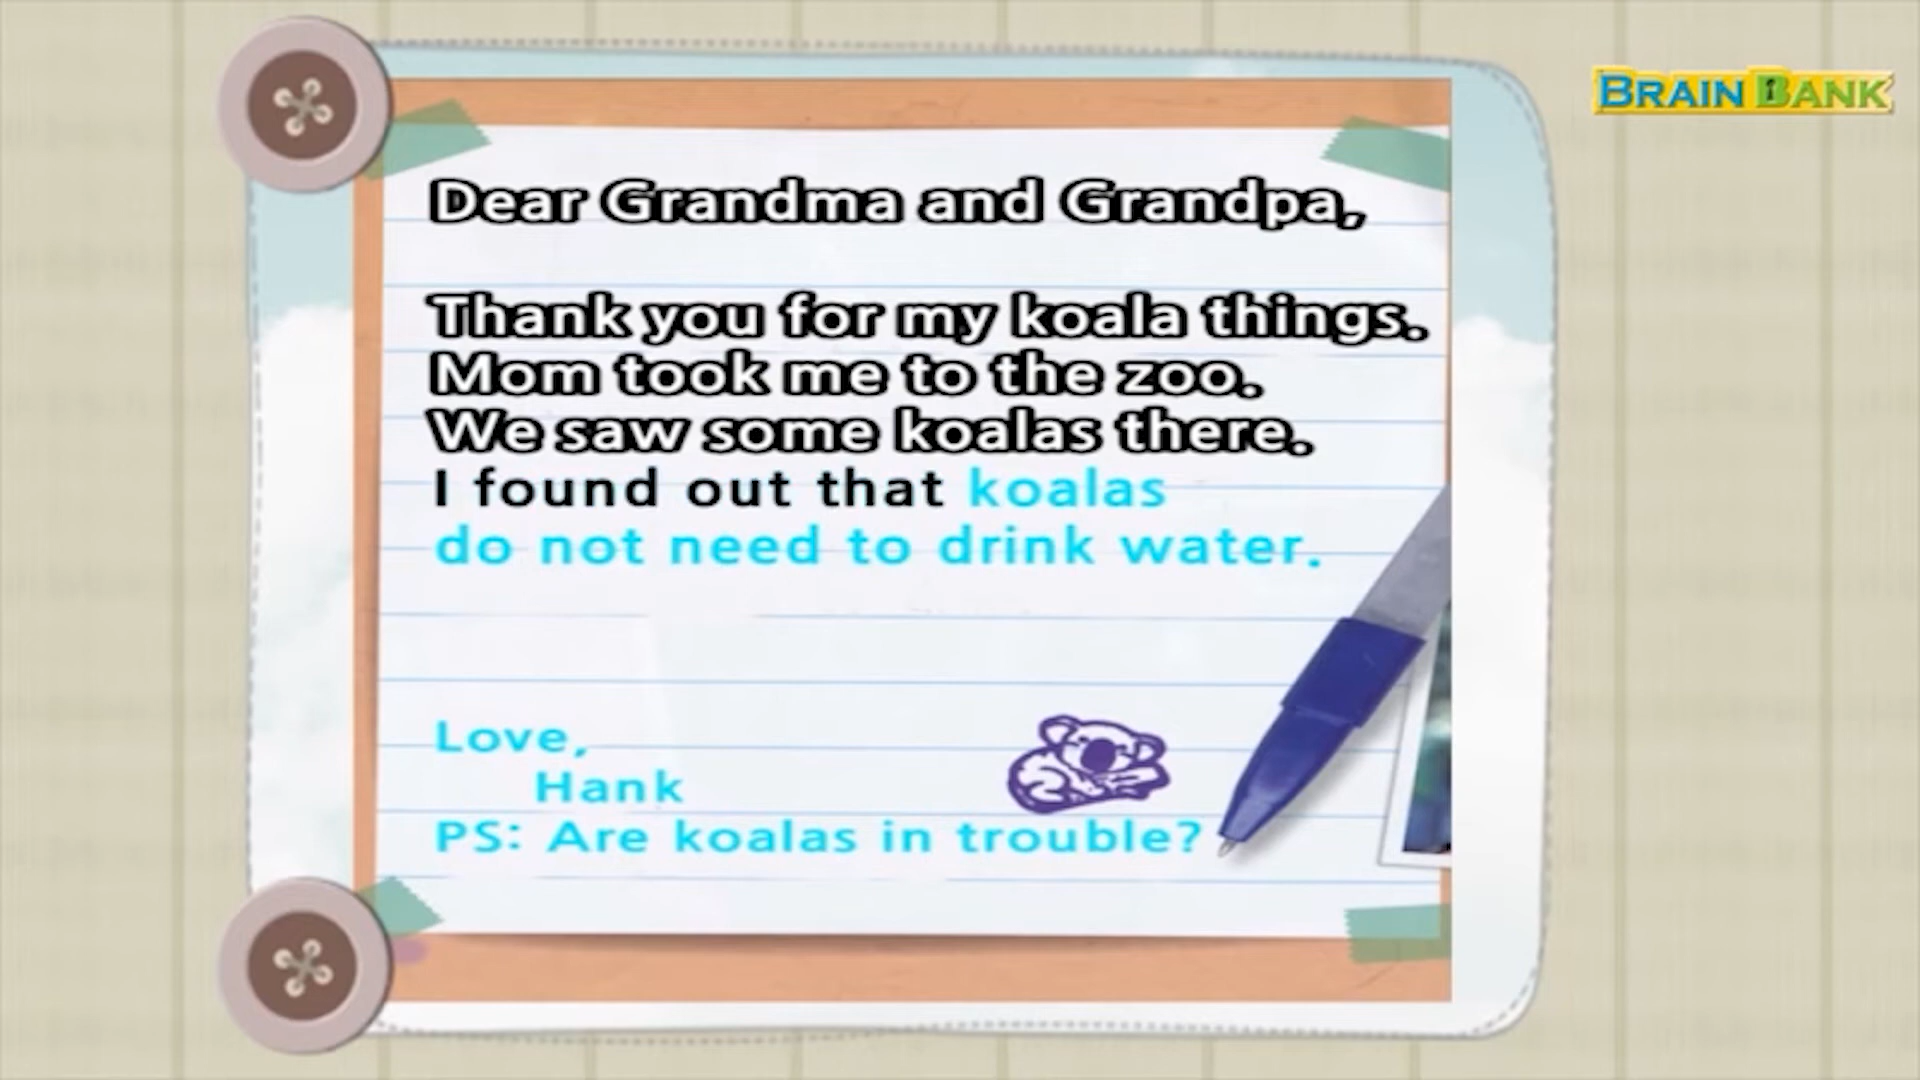 BRAIN BANK
Dear Grandma and Grandpa,
Thank you for my koala things.
Mom took me to the zoo.
We saw some koalas there.
I found out that koalas
do not need to drink water.
Love,
Hank
PS: Are koalas in trouble?